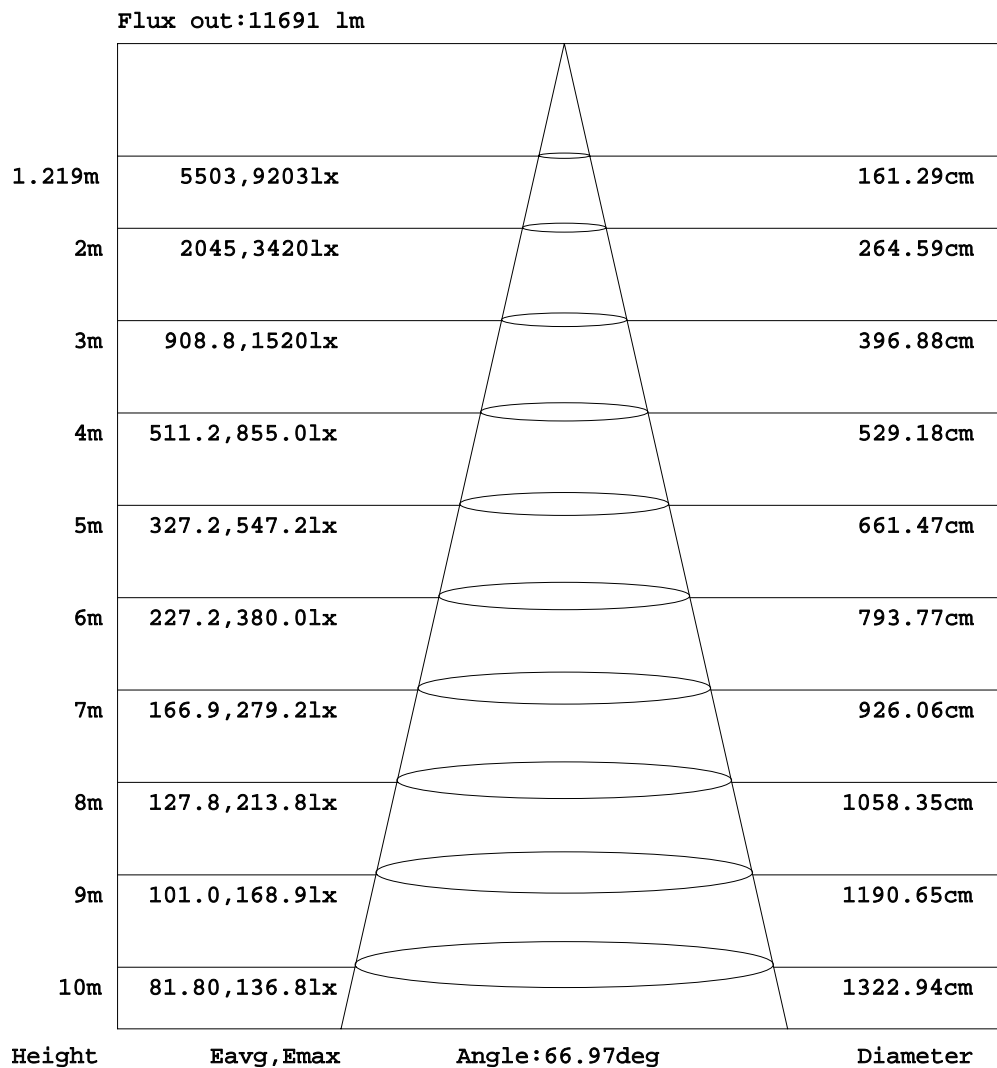 Flux out:11691 lm
1.219m 5503,9203lx 161.29cm
2m 2045,3420lx 264.59cm
3m 908.8,1520lx 396.88cm
4m 511.2,855.0lx 529.18cm
5m 327.2,547.2lx 661.47cm
6m 227.2,380.0lx 793.77cm
7m 166.9,279.2lx 926.06cm
8m 127.8,213.8lx 1058.35cm
9m 101.0,168.9lx 1190.65cm
10m 81.80,136.8lx 1322.94cm
Height Eavg,Emax Angle:66.97deg Diameter